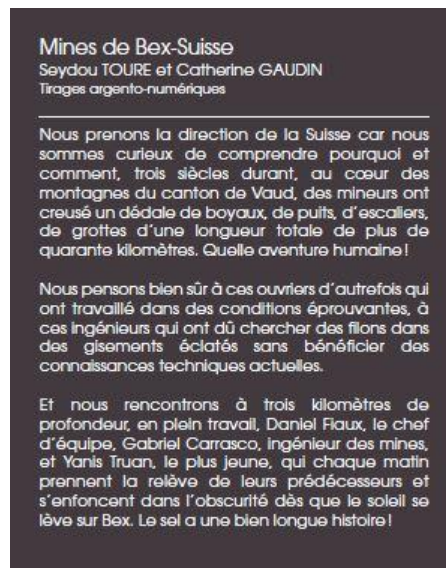 Mines de Bex-Suisse
Seydou TOURE et Catherine GAUDIN
Tirages argento-numériques
Nous prenons la direction de la Suisse car nous
sommes curieux de comprendre pourquoi et
comment, trois siècles durant, au cœur des
montagnes du canton de Vaud, des mineurs ont
creusé un dédale de boyaux, de puits, d'escaliers,
de grottes d'une longueur totale de plus de
quarante kilomètres. Quelle aventure humaine!
Nous pensons bien sûr à ces ouvriers d'autrefois qui
ont travaillé dans des conditions éprouvantes, à
ces ingénieurs qui ont dû chercher des filons dans
des gisements éclatés sans bénéficier des
connaissances techniques actuelles.
Et nous rencontrons à trois kilomètres de
profondeur, en plein travail, Daniel Fiaux, le chef
d'équipe, Gabriel Carrasco, ingénieur des mines,
et Yanis Truan, le plus jeune, qui chaque matin
prennent la relève de leurs prédécesseurs et
s'enfoncent dans l'obscurité dès que le soleil se
lève sur Bex. Le sel a une bien longue histoire!